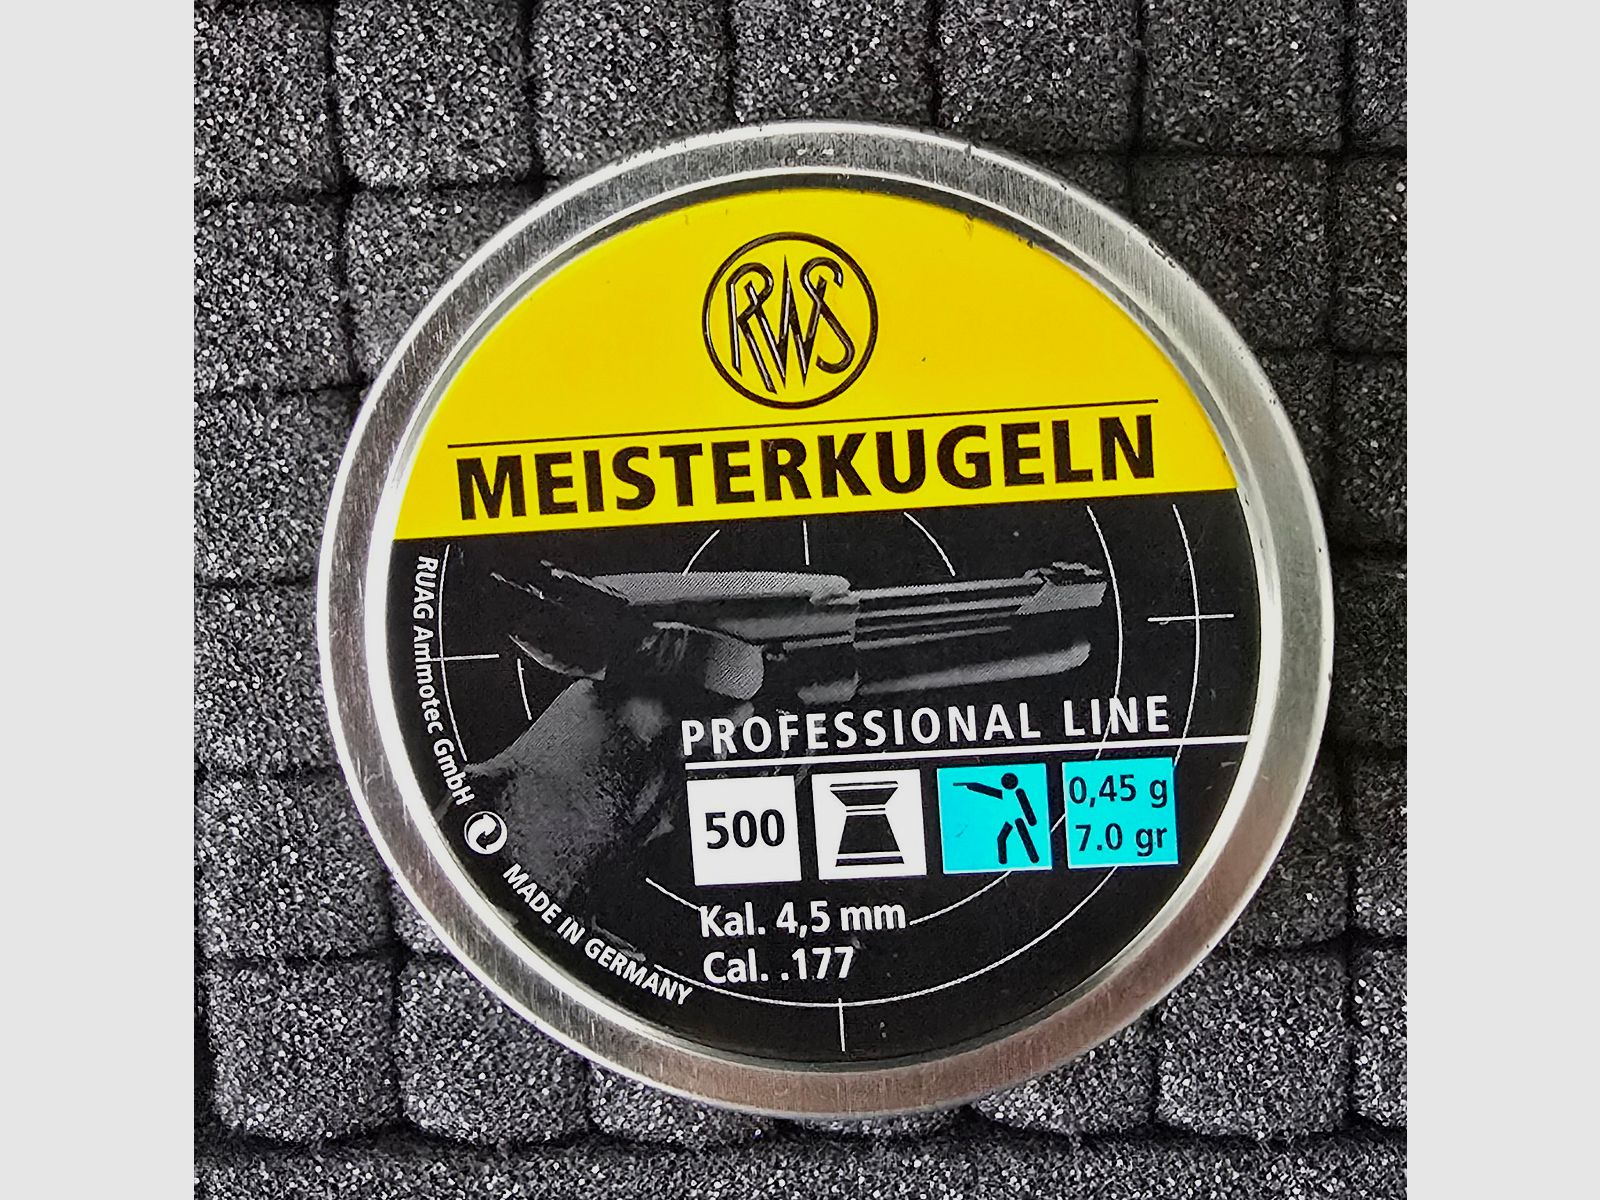 RWS
MEISTERKUGELN
RUAG Ammotec GmbH
MADE IN GERMANY
PROFESSIONAL LINE
500
0,45 g
7.0 gr
Kal. 4,5 mm
Cal. .177